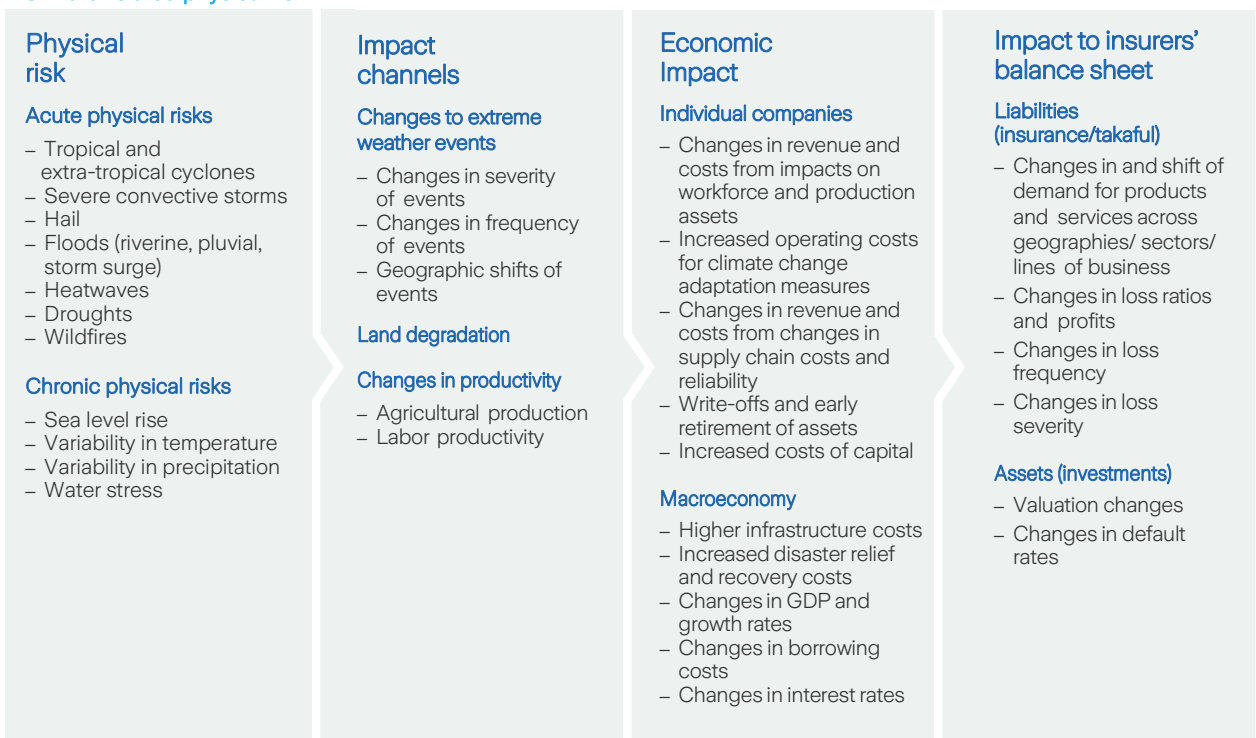 Physical
risk
Acute physical risks
– Tropical and
extra-tropical cyclones
– Severe convective storms
– Hail
– Floods (riverine, pluvial,
storm surge)
– Heatwaves
– Droughts
– Wildfires
Chronic physical risks
– Sea level rise
– Variability in temperature
– Variability in precipitation
– Water stress
Impact
channels
Changes to extreme
weather events
– Changes in severity
of events
– Changes in frequency
of events
– Geographic shifts of
events
Land degradation
Changes in productivity
– Agricultural production
– Labor productivity
Economic
Impact
Individual companies
– Changes in revenue and
costs from impacts on
workforce and production
assets
– Increased operating costs
for climate change
adaptation measures
– Changes in revenue and
costs from changes in
supply chain costs and
reliability
– Write-offs and early
retirement of assets
– Increased costs of capital
Macroeconomy
– Higher infrastructure costs
– Increased disaster relief
and recovery costs
– Changes in GDP and
growth rates
– Changes in borrowing
costs
– Changes in interest rates
Impact to insurers’
balance sheet
Liabilities
(insurance/takaful)
– Changes in and shift of
demand for products
and services across
geographies/ sectors/
lines of business
– Changes in loss ratios
and profits
– Changes in loss
frequency
– Changes in loss
severity
Assets (investments)
– Valuation changes
– Changes in default
rates